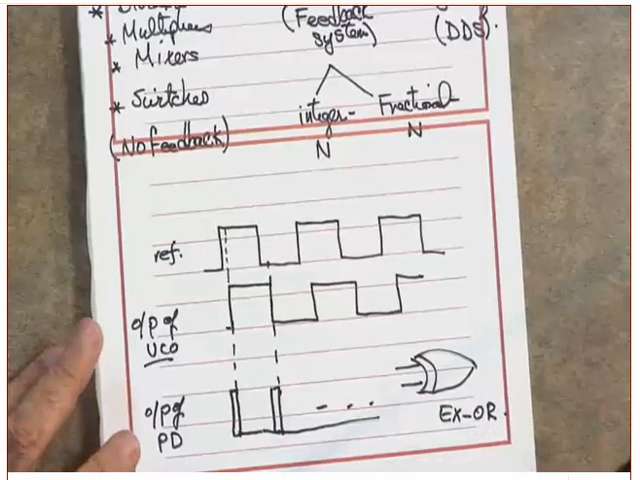 * Multipliers
* Mixers
* Switches
(No feedback)
(Feedback
system)
(DDS).
integer-
N
Fractional-
N
ref.
o/p of
VCO
o/p of
PD
- . . .
EX-OR.